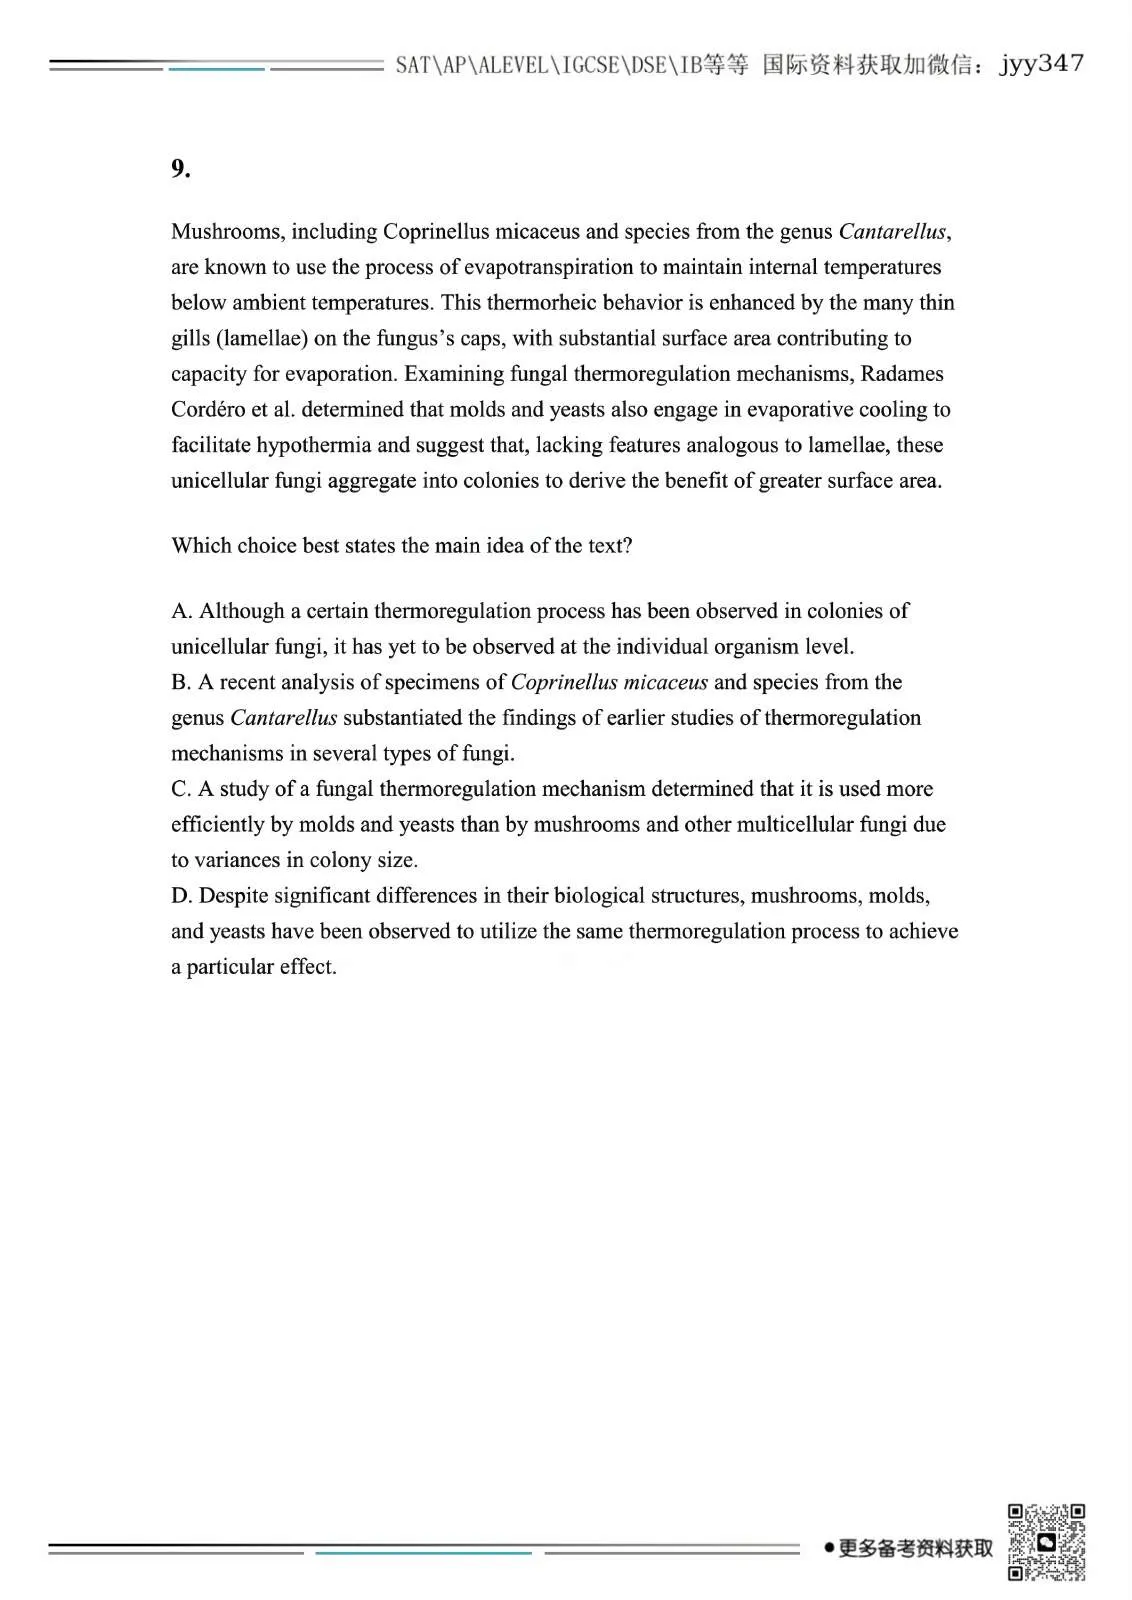 SAT\AP\ALEVEL\IGCSE\DSE\IB等等 国际资料获取加微信: jyy347
9.
Mushrooms, including Coprinellus micaceus and species from the genus Cantarellus,
are known to use the process of evapotranspiration to maintain internal temperatures
below ambient temperatures. This thermorheic behavior is enhanced by the many thin
gills (lamellae) on the fungus’s caps, with substantial surface area contributing to
capacity for evaporation. Examining fungal thermoregulation mechanisms, Radames
Cordéro et al. determined that molds and yeasts also engage in evaporative cooling to
facilitate hypothermia and suggest that, lacking features analogous to lamellae, these
unicellular fungi aggregate into colonies to derive the benefit of greater surface area.
Which choice best states the main idea of the text?
A. Although a certain thermoregulation process has been observed in colonies of
unicellular fungi, it has yet to be observed at the individual organism level.
B. A recent analysis of specimens of Coprinellus micaceus and species from the
genus Cantarellus substantiated the findings of earlier studies of thermoregulation
mechanisms in several types of fungi.
C. A study of a fungal thermoregulation mechanism determined that it is used more
efficiently by molds and yeasts than by mushrooms and other multicellular fungi due
to variances in colony size.
D. Despite significant differences in their biological structures, mushrooms, molds,
and yeasts have been observed to utilize the same thermoregulation process to achieve
a particular effect.
●更多备考资料获取